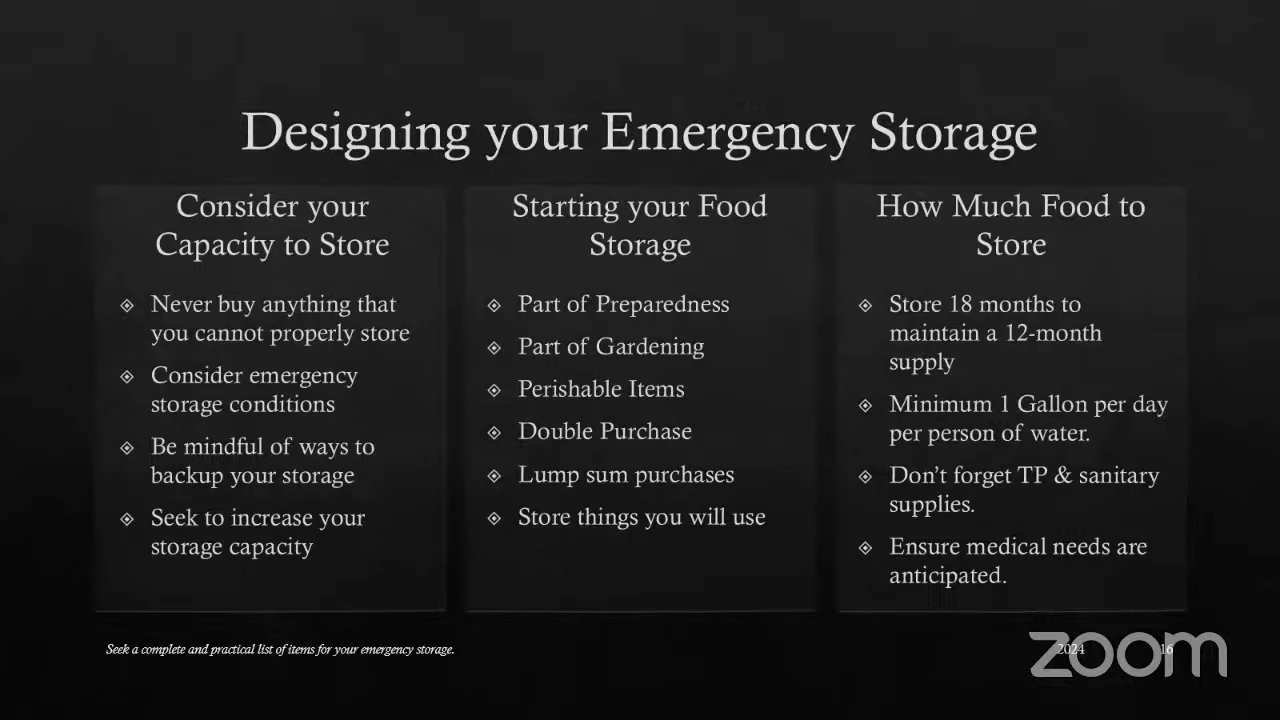 Designing your Emergency Storage
Consider your
Capacity to Store
◈ Never buy anything that
you cannot properly store
◈ Consider emergency
storage conditions
◈ Be mindful of ways to
backup your storage
◈ Seek to increase your
storage capacity
Starting your Food
Storage
◈ Part of Preparedness
◈ Part of Gardening
◈ Perishable Items
◈ Double Purchase
◈ Lump sum purchases
◈ Store things you will use
How Much Food to
Store
◈ Store 18 months to
maintain a 12-month
supply
◈ Minimum 1 Gallon per day
per person of water.
◈ Don’t forget TP & sanitary
supplies.
◈ Ensure medical needs are
anticipated.
Seek a complete and practical list of items for your emergency storage.
2024
16
zoom